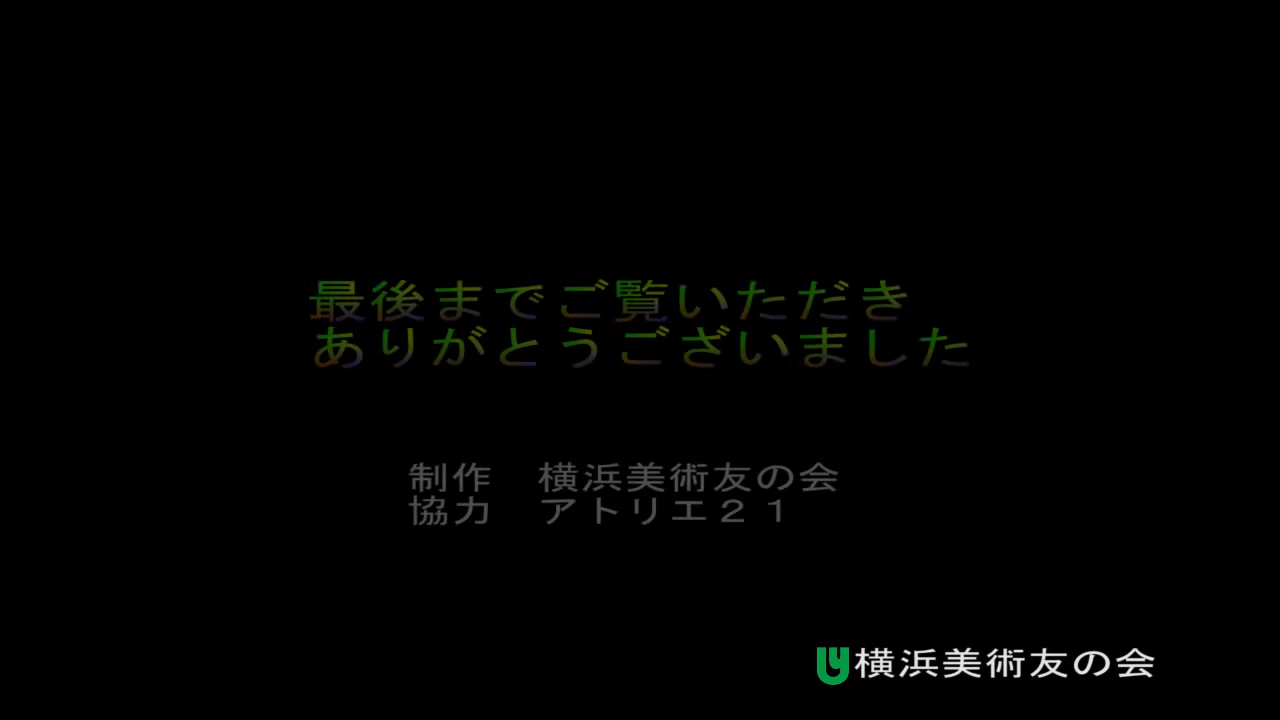 最後までご覧いただき
ありがとうございました
制作　横浜美術友の会
協力　アトリエ２１
横浜美術友の会